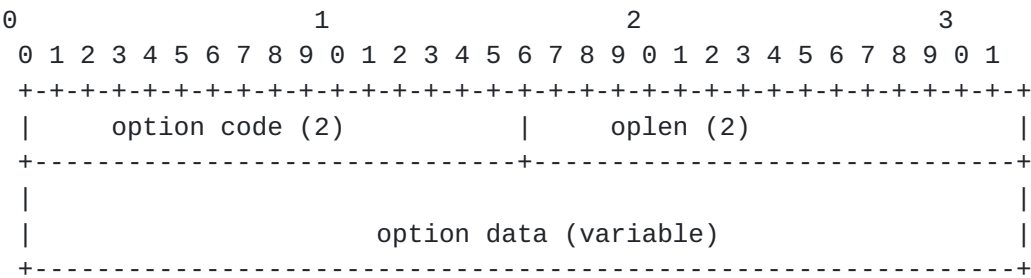 0                   1                   2                   3
 0 1 2 3 4 5 6 7 8 9 0 1 2 3 4 5 6 7 8 9 0 1 2 3 4 5 6 7 8 9 0 1
 +-+-+-+-+-+-+-+-+-+-+-+-+-+-+-+-+-+-+-+-+-+-+-+-+-+-+-+-+-+-+-+-+
 |     option code (2)           |     oplen (2)                 |
 +-------------------------------+-------------------------------+
 |                                                               |
 |                      option data (variable)                   |
 +---------------------------------------------------------------+